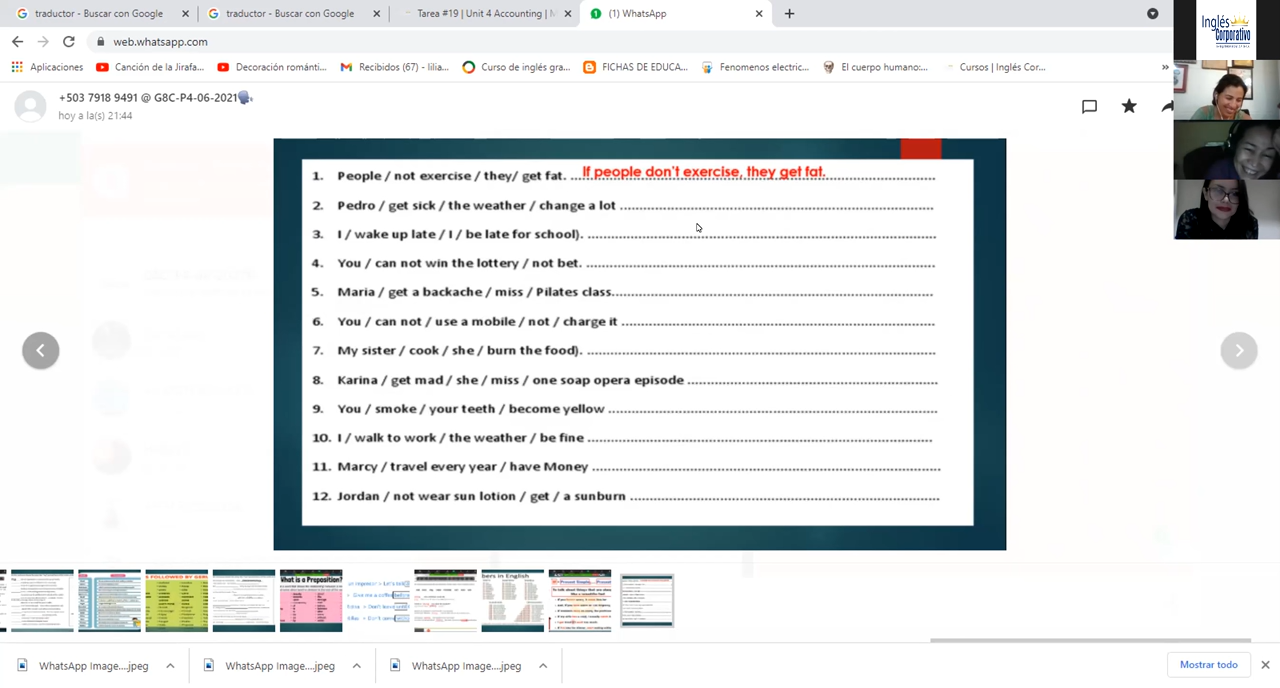 traductor - Buscar con Google
traductor - Buscar con Google
Tarea #19 | Unit 4 Accounting |
(1) WhatsApp
web.whatsapp.com
Aplicaciones
Canción de la Jirafa...
Decoración románti...
Recibidos (67) - lilia...
Curso de inglés gra...
FICHAS DE EDUCA...
Fenomenos electric...
El cuerpo humano:...
Cursos | Inglés Cor...
»
Inglés
Corporativo
+503 7918 9491 @ G8C-P4-06-2021
hoy a la(s) 21:44
1. People / not exercise / they/ get fat. If people don't exercise, they get fat.
2. Pedro / get sick / the weather / change a lot
3. I / wake up late / I / be late for school).
4. You / can not win the lottery / not bet.
5. Maria / get a backache / miss / Pilates class.
6. You / can not / use a mobile / not / charge it
7. My sister / cook / she / burn the food).
8. Karina / get mad / she / miss / one soap opera episode
9. You / smoke / your teeth / become yellow
10. I / walk to work / the weather / be fine
11. Marcy / travel every year / have Money
12. Jordan / not wear sun lotion / get / a sunburn
What is a Preposition?
WhatsApp Image....jpeg
WhatsApp Image....jpeg
WhatsApp Image....jpeg
Mostrar todo